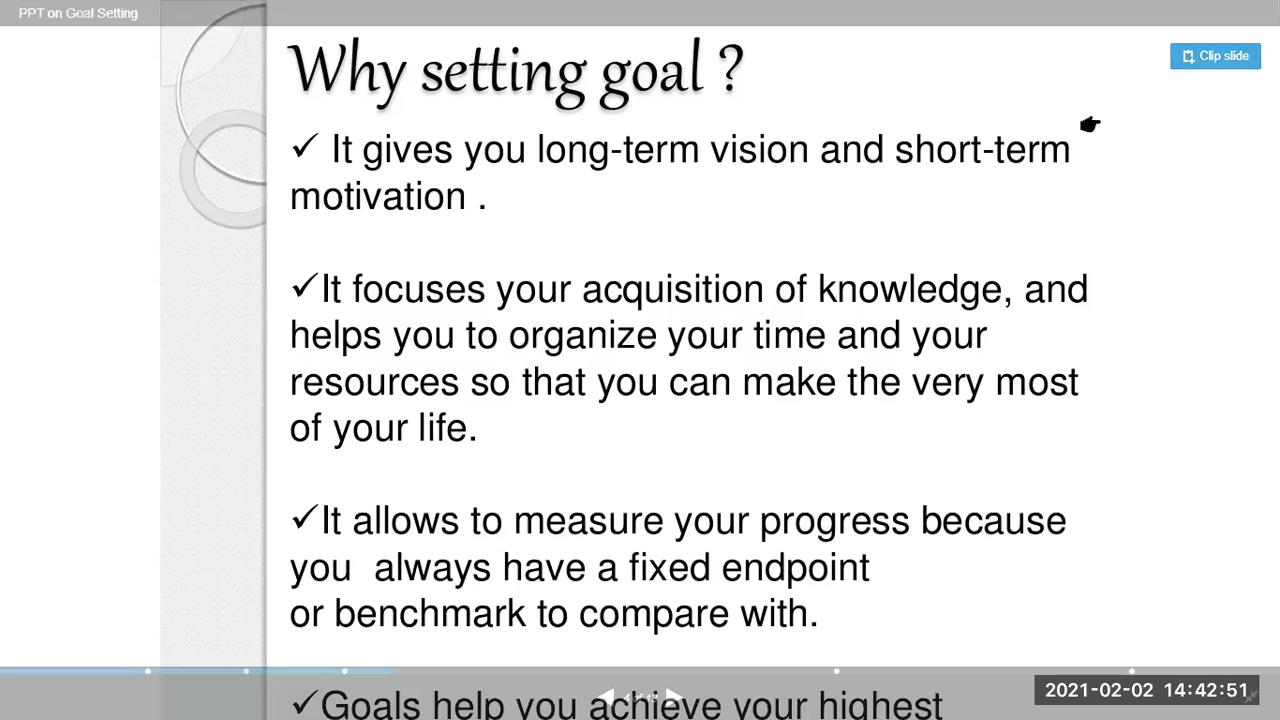 PPT on Goal Setting
Why setting goal ?
Clip slide
✓ It gives you long-term vision and short-term
motivation .
✓It focuses your acquisition of knowledge, and
helps you to organize your time and your
resources so that you can make the very most
of your life.
✓It allows to measure your progress because
you always have a fixed endpoint
or benchmark to compare with.
✓Goals help you achieve your highest
2021-02-02 14:42:51